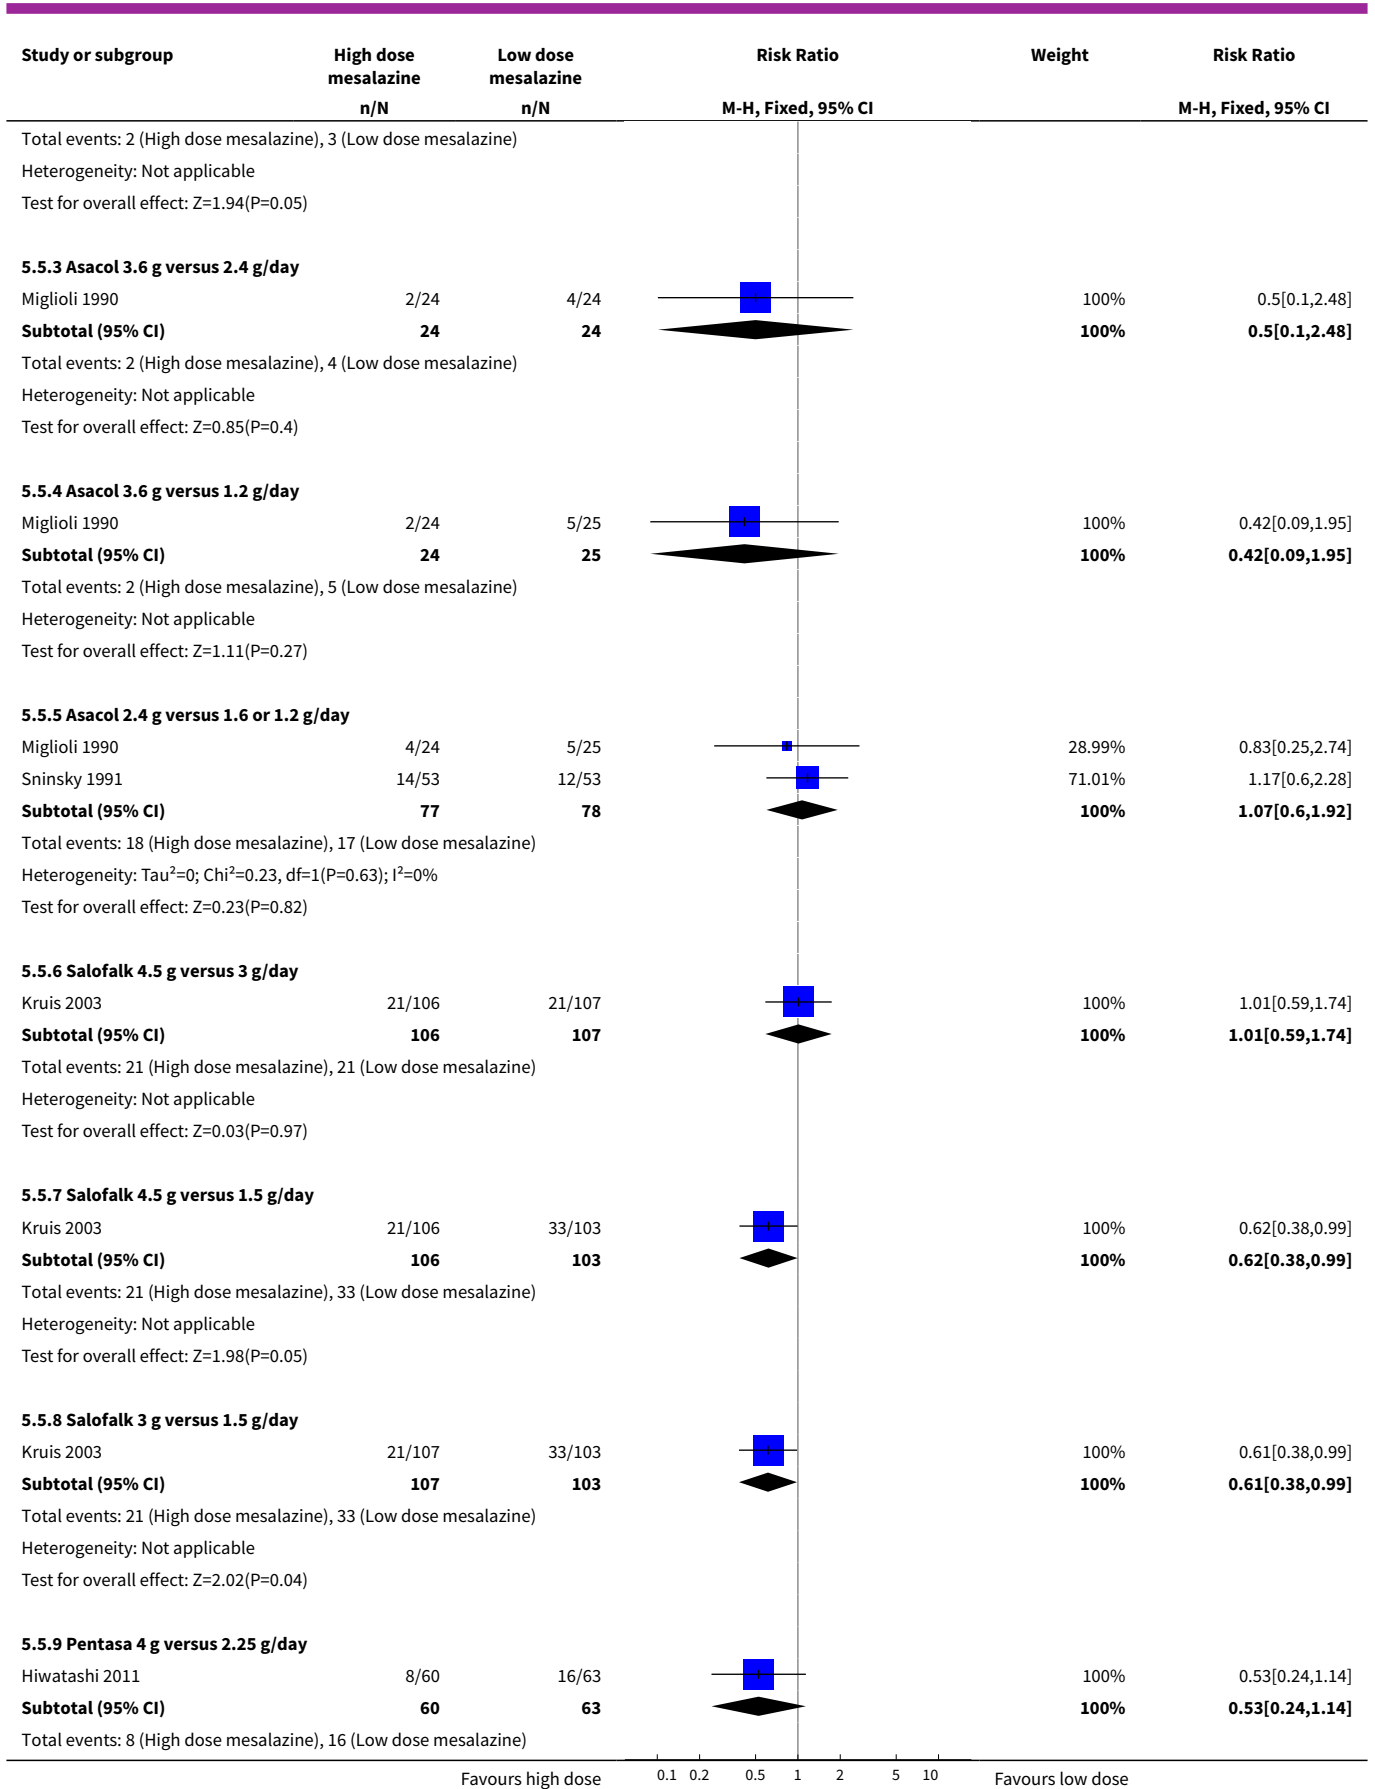 Study or subgroup High dose mesalazine Low dose mesalazine Risk Ratio Weight Risk Ratio
n/N n/N M-H, Fixed, 95% CI M-H, Fixed, 95% CI
Total events: 2 (High dose mesalazine), 3 (Low dose mesalazine)
Heterogeneity: Not applicable
Test for overall effect: Z=1.94(P=0.05)
5.5.3 Asacol 3.6 g versus 2.4 g/day
Miglioli 1990 2/24 4/24 100% 0.5[0.1,2.48]
Subtotal (95% CI) 24 24 100% 0.5[0.1,2.48]
Total events: 2 (High dose mesalazine), 4 (Low dose mesalazine)
Heterogeneity: Not applicable
Test for overall effect: Z=0.85(P=0.4)
5.5.4 Asacol 3.6 g versus 1.2 g/day
Miglioli 1990 2/24 5/25 100% 0.42[0.09,1.95]
Subtotal (95% CI) 24 25 100% 0.42[0.09,1.95]
Total events: 2 (High dose mesalazine), 5 (Low dose mesalazine)
Heterogeneity: Not applicable
Test for overall effect: Z=1.11(P=0.27)
5.5.5 Asacol 2.4 g versus 1.6 or 1.2 g/day
Miglioli 1990 4/24 5/25 28.99% 0.83[0.25,2.74]
Sninsky 1991 14/53 12/53 71.01% 1.17[0.6,2.28]
Subtotal (95% CI) 77 78 100% 1.07[0.6,1.92]
Total events: 18 (High dose mesalazine), 17 (Low dose mesalazine)
Heterogeneity: Tau²=0; Chi²=0.23, df=1(P=0.63); I²=0%
Test for overall effect: Z=0.23(P=0.82)
5.5.6 Salofalk 4.5 g versus 3 g/day
Kruis 2003 21/106 21/107 100% 1.01[0.59,1.74]
Subtotal (95% CI) 106 107 100% 1.01[0.59,1.74]
Total events: 21 (High dose mesalazine), 21 (Low dose mesalazine)
Heterogeneity: Not applicable
Test for overall effect: Z=0.03(P=0.97)
5.5.7 Salofalk 4.5 g versus 1.5 g/day
Kruis 2003 21/106 33/103 100% 0.62[0.38,0.99]
Subtotal (95% CI) 106 103 100% 0.62[0.38,0.99]
Total events: 21 (High dose mesalazine), 33 (Low dose mesalazine)
Heterogeneity: Not applicable
Test for overall effect: Z=1.98(P=0.05)
5.5.8 Salofalk 3 g versus 1.5 g/day
Kruis 2003 21/107 33/103 100% 0.61[0.38,0.99]
Subtotal (95% CI) 107 103 100% 0.61[0.38,0.99]
Total events: 21 (High dose mesalazine), 33 (Low dose mesalazine)
Heterogeneity: Not applicable
Test for overall effect: Z=2.02(P=0.04)
5.5.9 Pentasa 4 g versus 2.25 g/day
Hiwatashi 2011 8/60 16/63 100% 0.53[0.24,1.14]
Subtotal (95% CI) 60 63 100% 0.53[0.24,1.14]
Total events: 8 (High dose mesalazine), 16 (Low dose mesalazine)
Favours high dose 0.1 0.2 0.5 1 2 5 10 Favours low dose